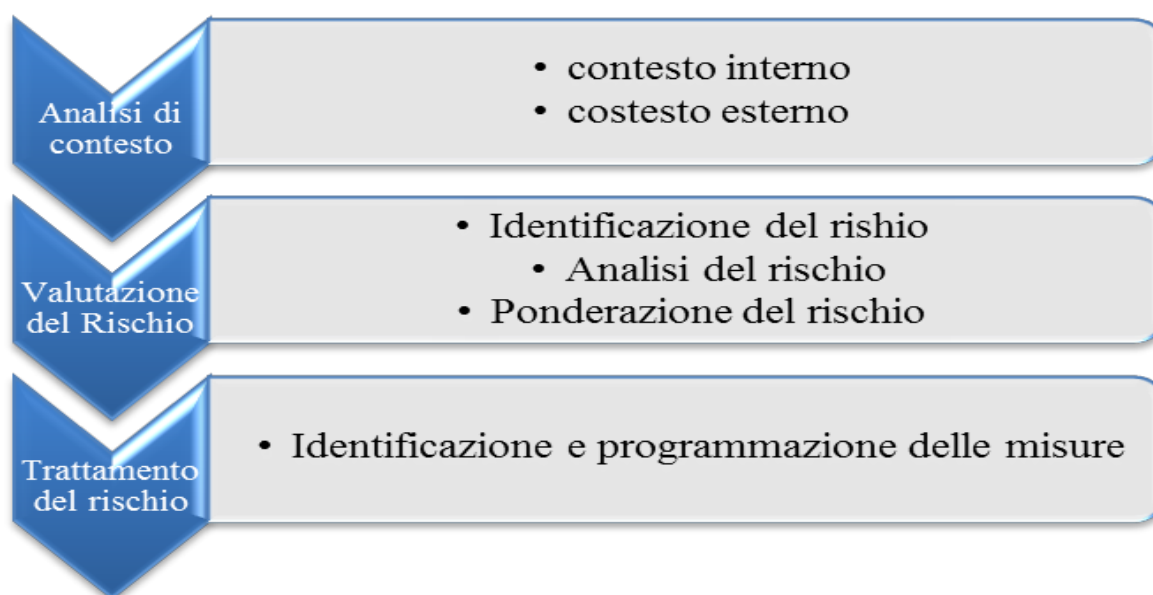 Analisi di
contesto
• contesto interno
• costesto esterno
Valutazione
del Rischio
• Identificazione del rishio
• Analisi del rischio
• Ponderazione del rischio
Trattamento
del rischio
• Identificazione e programmazione delle misure